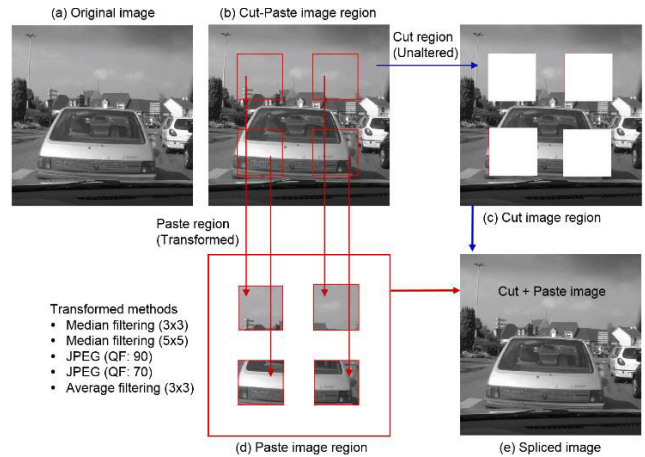 (a) Original image
(b) Cut-Paste image region
Cut region
(Unaltered)
(c) Cut image region
Paste region
(Transformed)
Transformed methods
• Median filtering (3x3)
• Median filtering (5x5)
• JPEG (QF: 90)
• JPEG (QF: 70)
• Average filtering (3x3)
Cut + Paste image
(d) Paste image region
(e) Spliced image